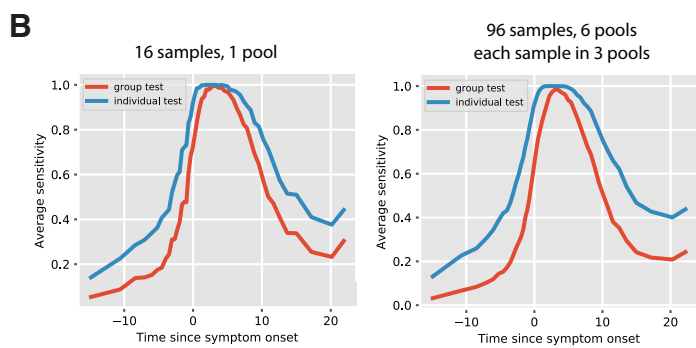 B
16 samples, 1 pool
1.0
0.8
0.6
0.4
0.2
group test
individual test
Average sensitivity
−10
0
10
20
Time since symptom onset
96 samples, 6 pools
each sample in 3 pools
1.0
0.8
0.6
0.4
0.2
0.0
group test
individual test
Average sensitivity
−10
0
10
20
Time since symptom onset